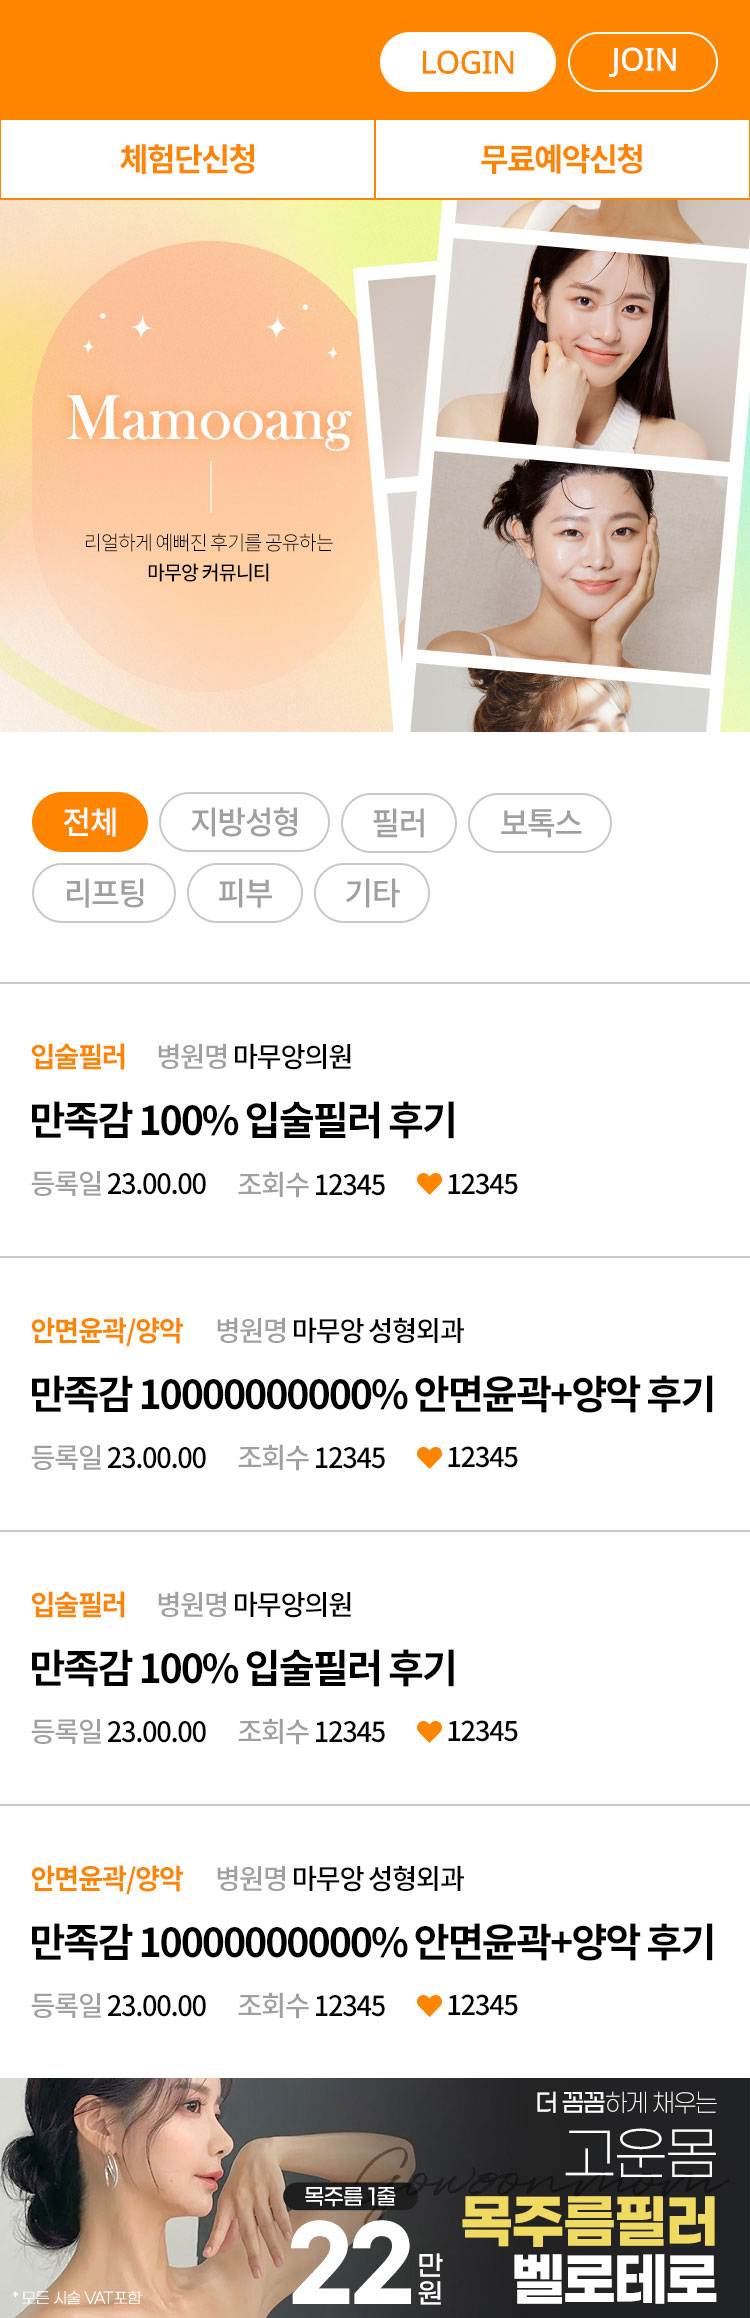 LOGIN JOIN
체험단신청 무료예약신청
Mamooang
리얼하게 예뻐진 후기를 공유하는
마무앙 커뮤니티
전체 지방성형 필러 보톡스
리프팅 피부 기타
입술필러 병원명 마무앙의원
만족감 100% 입술필러 후기
등록일 23.00.00 조회수 12345 12345
안면윤곽/양악 병원명 마무앙 성형외과
만족감 10000000000% 안면윤곽+양악 후기
등록일 23.00.00 조회수 12345 12345
입술필러 병원명 마무앙의원
만족감 100% 입술필러 후기
등록일 23.00.00 조회수 12345 12345
안면윤곽/양악 병원명 마무앙 성형외과
만족감 10000000000% 안면윤곽+양악 후기
등록일 23.00.00 조회수 12345 12345
더 꼼꼼하게 채우는
고운몸
Gowoonmom
목주름필러
벨로테로
목주름 1줄
22만원
* 모든 시술 VAT포함